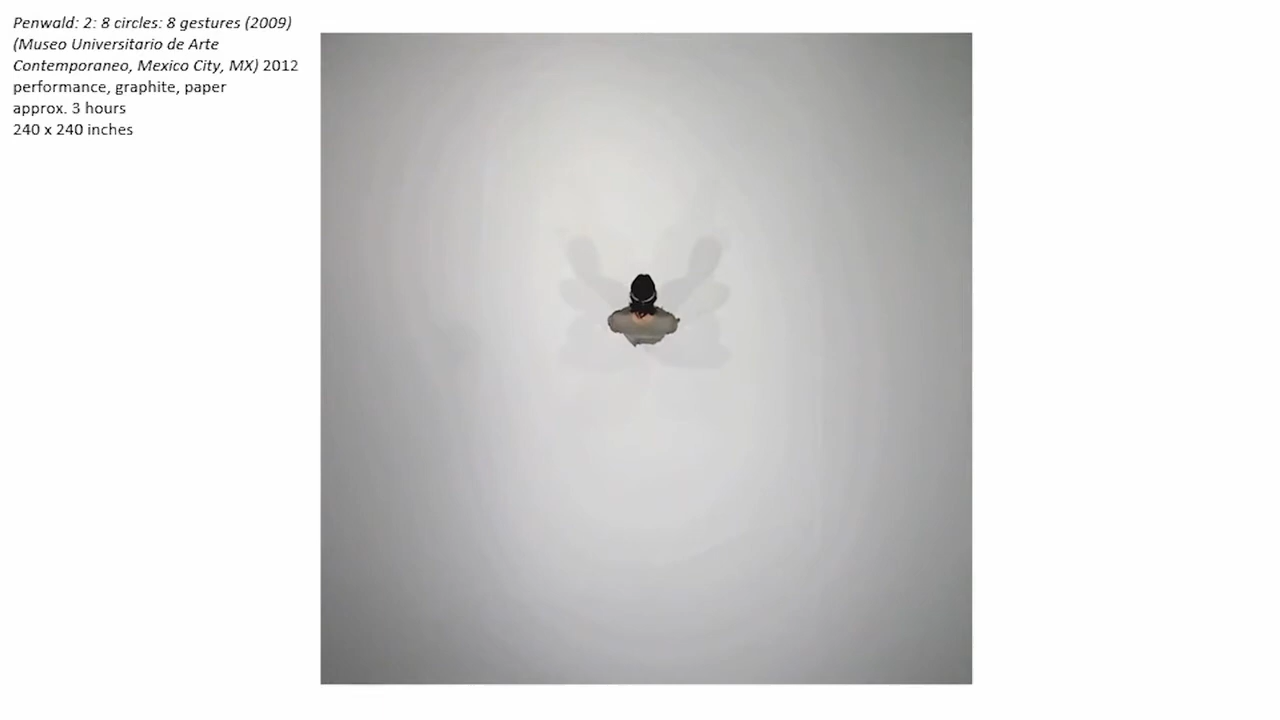 Penwald: 2: 8 circles: 8 gestures (2009)
(Museo Universitario de Arte
Contemporaneo, Mexico City, MX) 2012
performance, graphite, paper
approx. 3 hours
240 x 240 inches